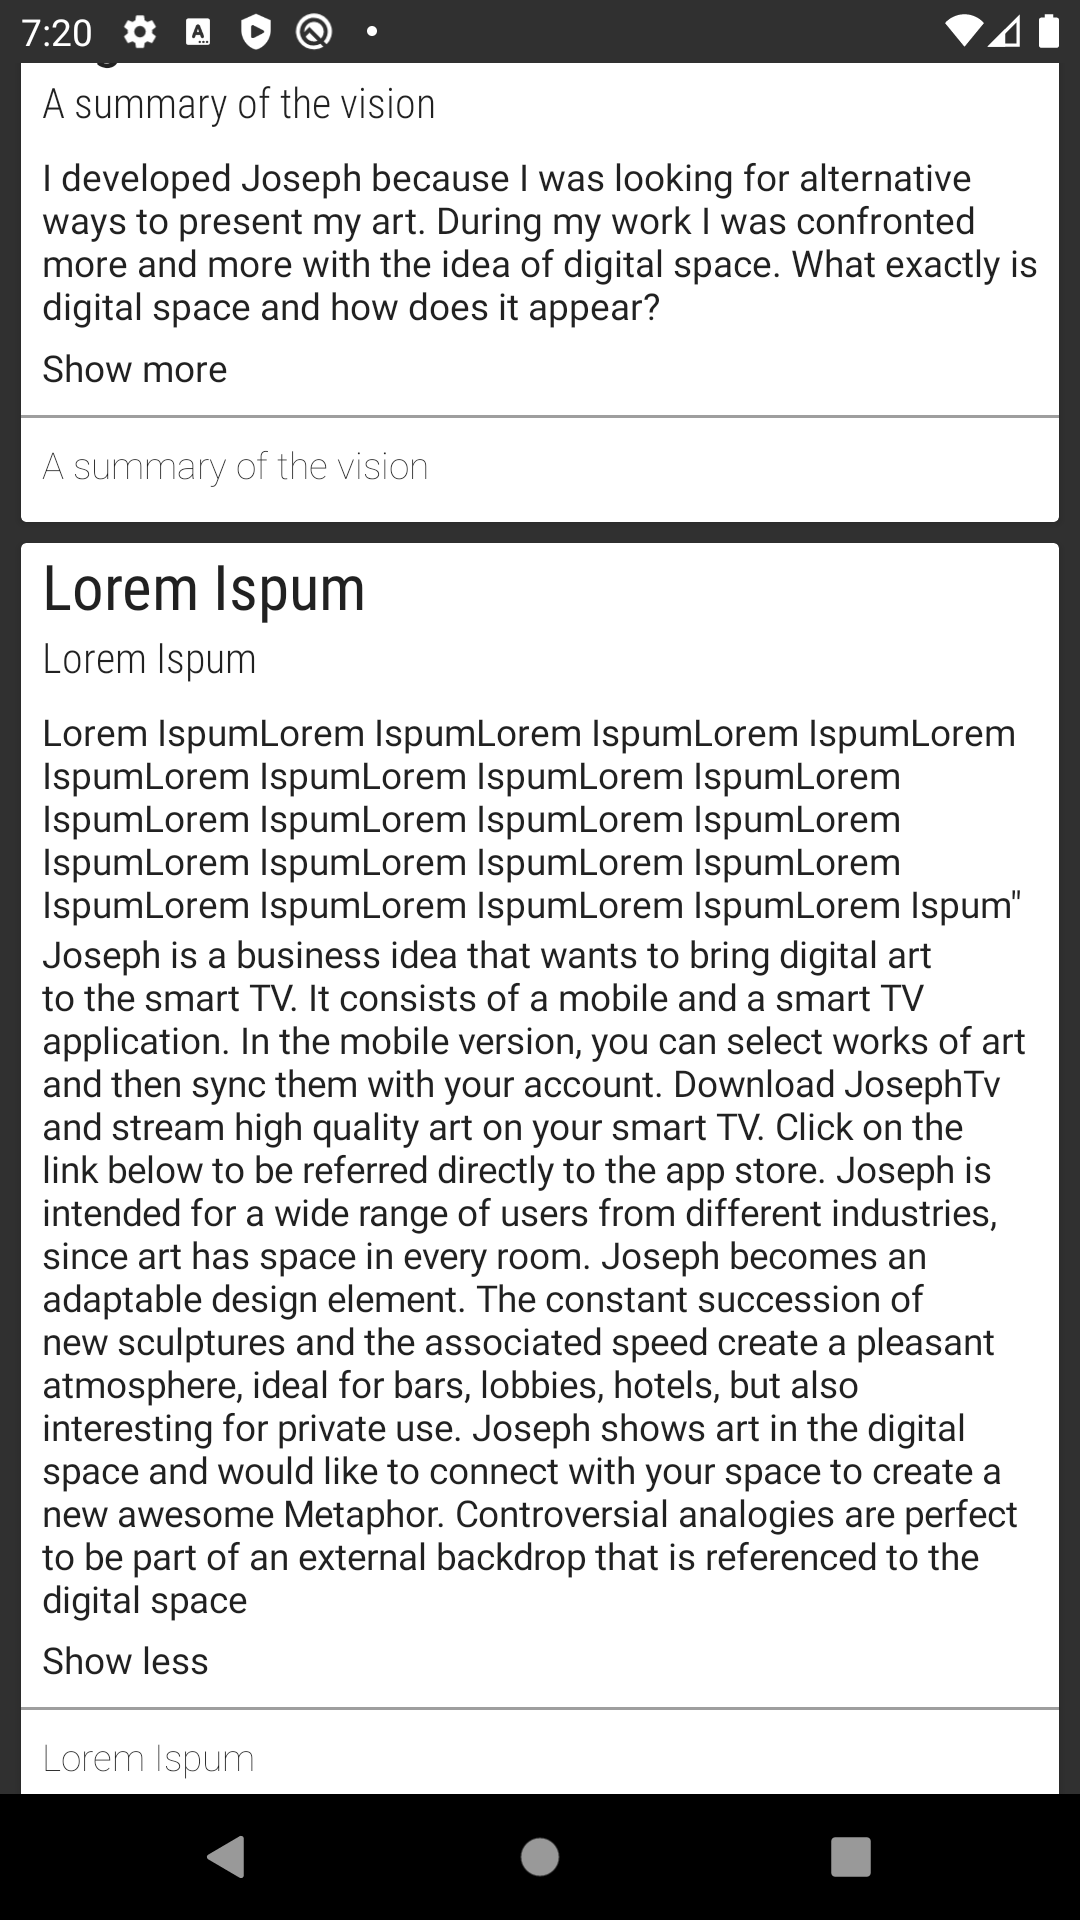 7:20
A summary of the vision
I developed Joseph because I was looking for alternative
ways to present my art. During my work I was confronted
more and more with the idea of digital space. What exactly is
digital space and how does it appear?
Show more
A summary of the vision
Lorem Ispum
Lorem Ispum
Lorem IspumLorem IspumLorem IspumLorem IspumLorem
IspumLorem IspumLorem IspumLorem IspumLorem
IspumLorem IspumLorem IspumLorem IspumLorem
IspumLorem IspumLorem IspumLorem IspumLorem
IspumLorem IspumLorem IspumLorem IspumLorem Ispum"
Joseph is a business idea that wants to bring digital art
to the smart TV. It consists of a mobile and a smart TV
application. In the mobile version, you can select works of art
and then sync them with your account. Download JosephTv
and stream high quality art on your smart TV. Click on the
link below to be referred directly to the app store. Joseph is
intended for a wide range of users from different industries,
since art has space in every room. Joseph becomes an
adaptable design element. The constant succession of
new sculptures and the associated speed create a pleasant
atmosphere, ideal for bars, lobbies, hotels, but also
interesting for private use. Joseph shows art in the digital
space and would like to connect with your space to create a
new awesome Metaphor. Controversial analogies are perfect
to be part of an external backdrop that is referenced to the
digital space
Show less
Lorem Ispum